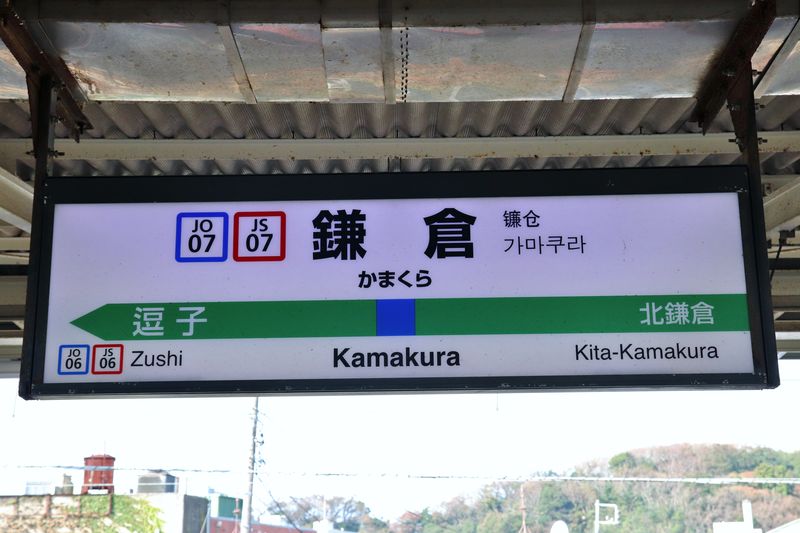 JO 07 JS 07 鎌倉 镰仓
가마쿠라
かまくら
逗子 北鎌倉
JO 06 JS 06 Zushi Kamakura Kita-Kamakura